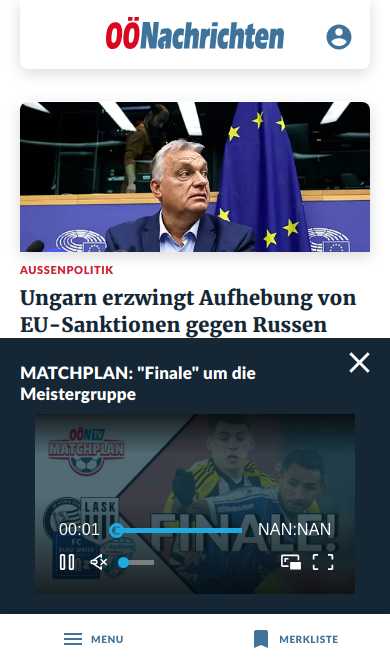 OÖNachrichten
AUSSENPOLITIK
Ungarn erzwingt Aufhebung von
EU-Sanktionen gegen Russen
MATCHPLAN: "Finale" um die
Meistergruppe
OÖN TV
MATCHPLAN
LASK
FINALE!
00:01
NAN:NAN
MENU
MERKLISTE